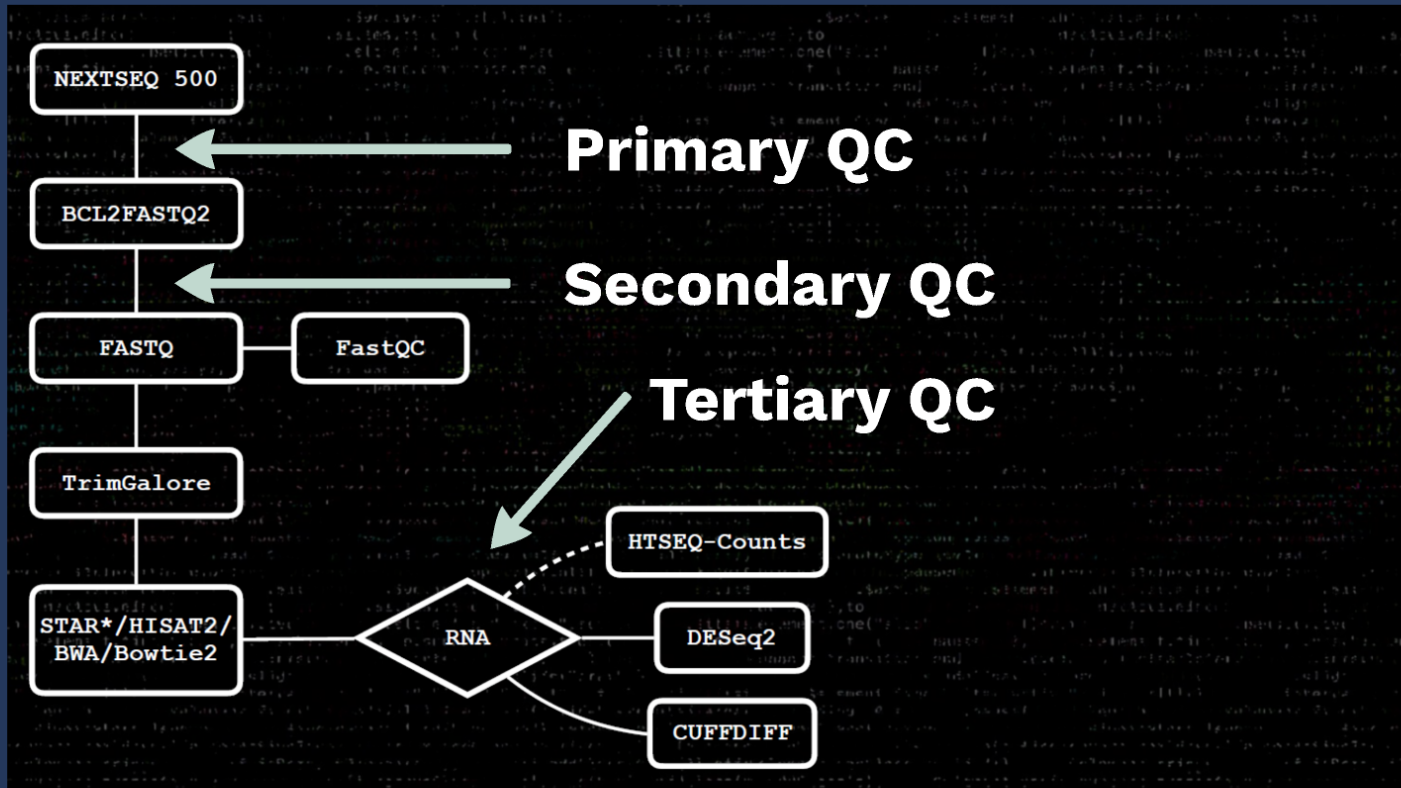 NEXTSEQ 500
Primary QC
BCL2FASTQ2
Secondary QC
FASTQ
FastQC
Tertiary QC
TrimGalore
HTSEQ-Counts
STAR*/HISAT2/
BWA/Bowtie2
RNA
DESeq2
CUFFDIFF